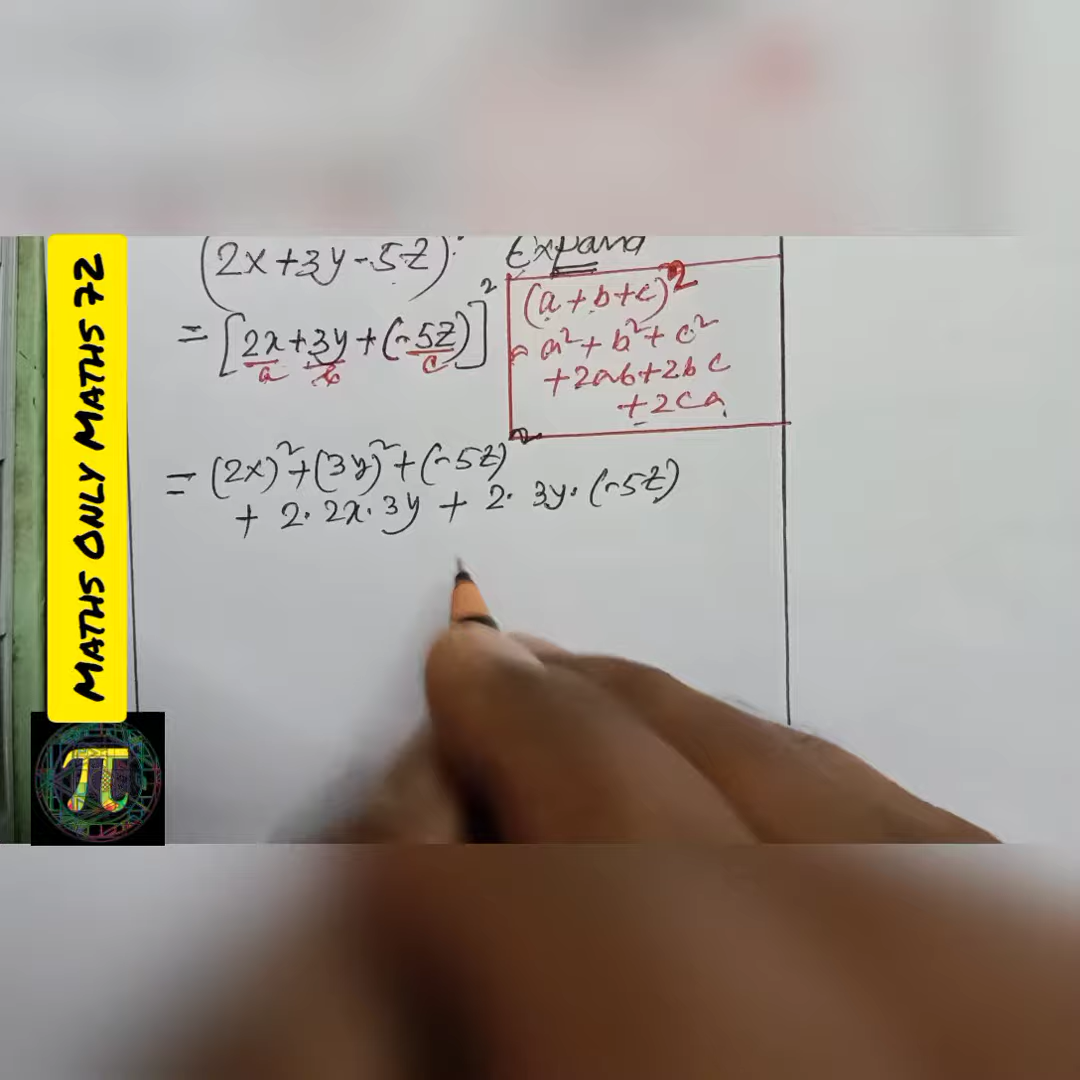 MATHS ONLY MATHS 72
(2x+3y-5z)² Expand
= [2x+3y+(-5z)]²
a b c
(a+b+c)²
= a²+b²+c²
+2ab+2bc
+2ca
= (2x)²+(3y)²+(-5z)²
+ 2·2x·3y + 2·3y·(-5z)
π